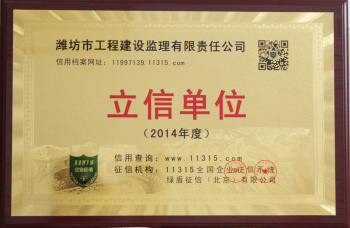 潍坊市工程建设监理有限责任公司
信用档案网址：11997139.11315.com
立信单位
（2014年度）
11315
信用查询：www.11315.com
征信机构：11315全国企业征信系统
绿盾征信（北京）有限公司